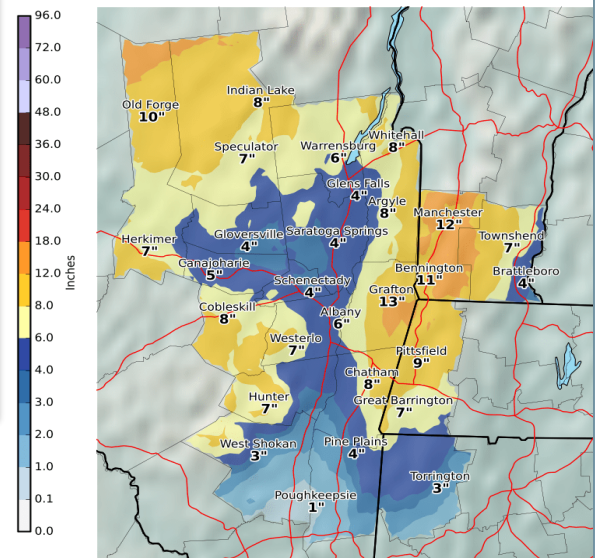 96.0
72.0
60.0
48.0
36.0
30.0
24.0
18.0
12.0
8.0
6.0
4.0
3.0
2.0
1.0
0.1
0.0
Inches
Old Forge
10"
Indian Lake
8"
Speculator
7"
Warrensburg
6"
Whitehall
8"
Glens Falls
4"
Argyle
8"
Manchester
12"
Herkimer
7"
Gloversville
4"
Saratoga Springs
4"
Townshend
7"
Canajoharie
5"
Schenectady
4"
Bennington
11"
Brattleboro
4"
Grafton
13"
Cobleskill
8"
Albany
6"
Westerlo
7"
Pittsfield
9"
Chatham
8"
Hunter
7"
Great Barrington
7"
West Shokan
3"
Pine Plains
4"
Torrington
3"
Poughkeepsie
1"